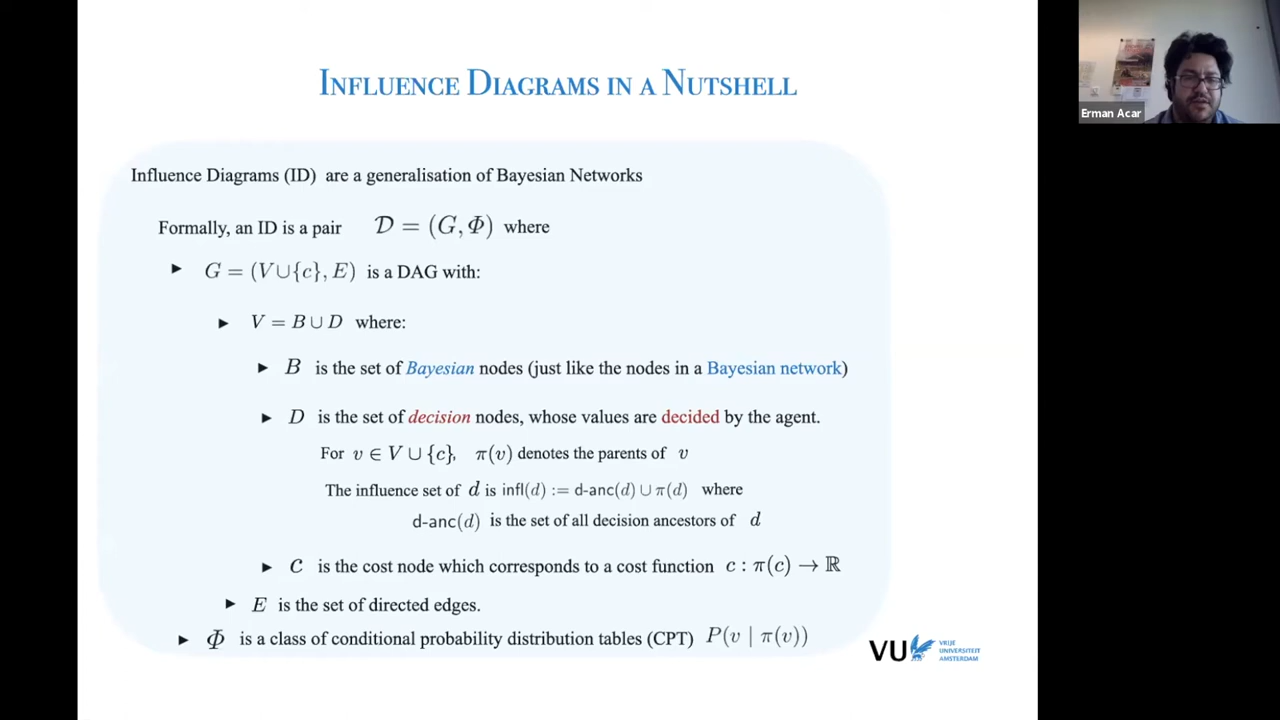 INFLUENCE DIAGRAMS IN A NUTSHELL
Erman Acar
Influence Diagrams (ID) are a generalisation of Bayesian Networks
Formally, an ID is a pair 𝒟 = (G, Φ) where
► G = (V∪{c}, E) is a DAG with:
► V = B ∪ D where:
► B is the set of Bayesian nodes (just like the nodes in a Bayesian network)
► D is the set of decision nodes, whose values are decided by the agent.
For v ∈ V ∪ {c}, π(v) denotes the parents of v
The influence set of d is infl(d) := d-anc(d) ∪ π(d) where
d-anc(d) is the set of all decision ancestors of d
► C is the cost node which corresponds to a cost function c : π(c) → ℝ
► E is the set of directed edges.
► Φ is a class of conditional probability distribution tables (CPT) P(v | π(v))
VU VRIJE
UNIVERSITEIT
AMSTERDAM